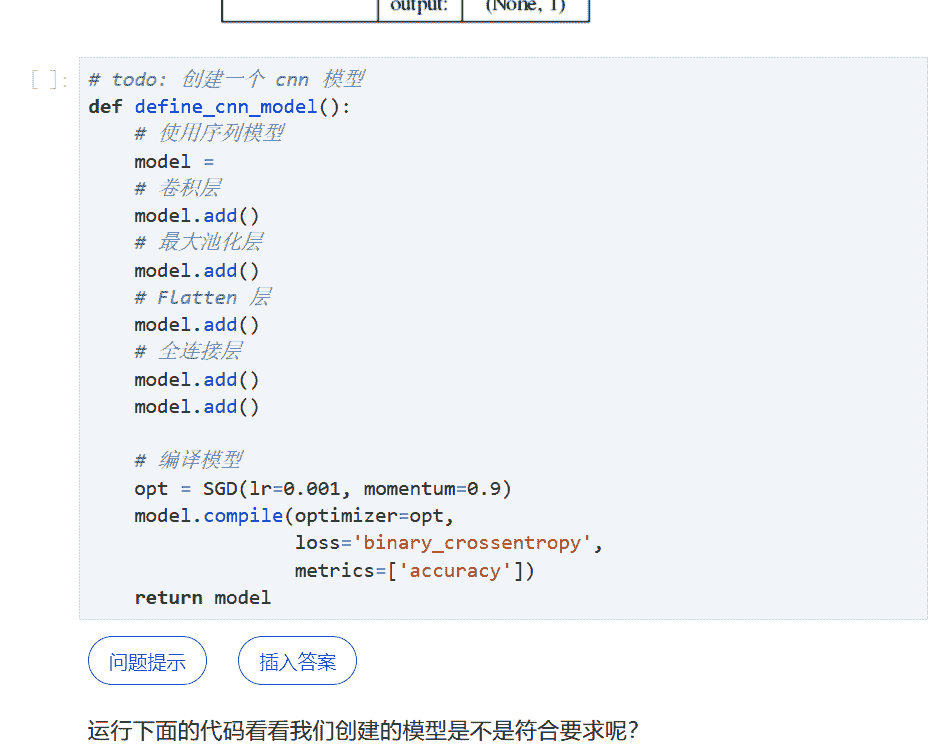 output:
(None, 1)
[ ]:
# todo: 创建一个 cnn 模型
def define_cnn_model():
    # 使用序列模型
    model =
    # 卷积层
    model.add()
    # 最大池化层
    model.add()
    # Flatten 层
    model.add()
    # 全连接层
    model.add()
    model.add()
    # 编译模型
    opt = SGD(lr=0.001, momentum=0.9)
    model.compile(optimizer=opt,
                  loss='binary_crossentropy',
                  metrics=['accuracy'])
    return model
问题提示
插入答案
运行下面的代码看看我们创建的模型是不是符合要求呢?